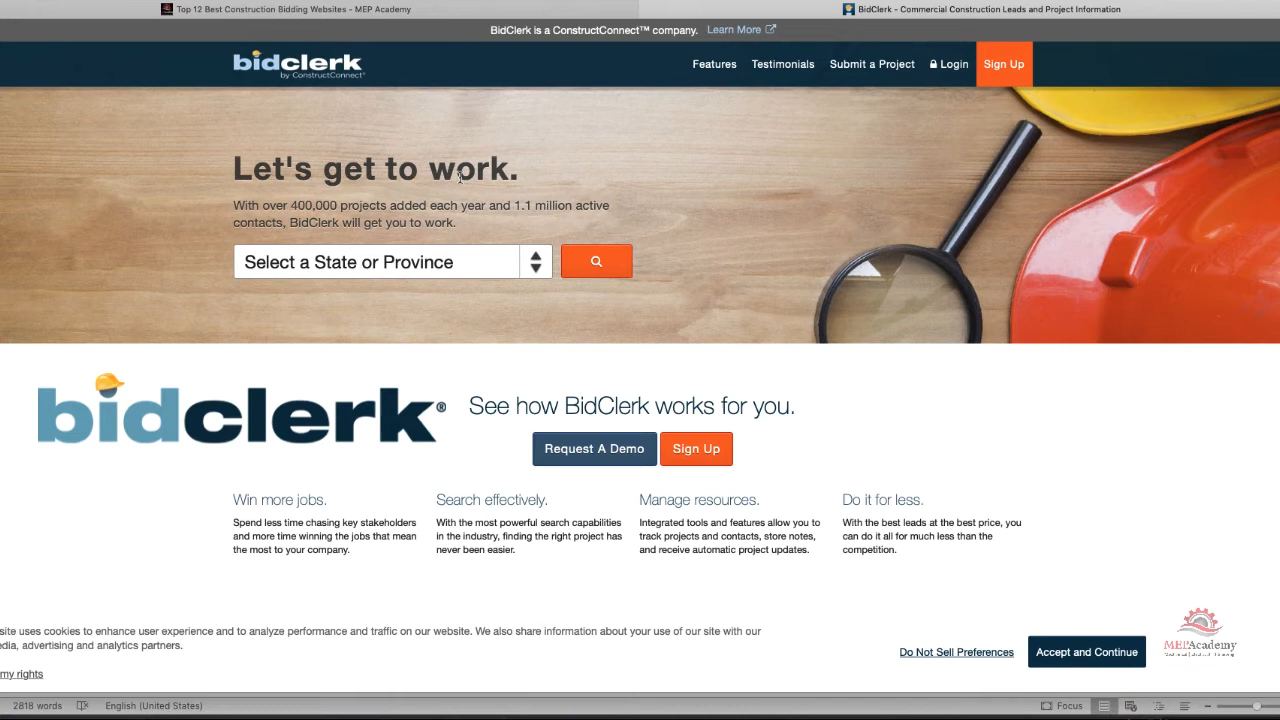 Top 12 Best Construction Bidding Websites - MEP Academy
BidClerk - Commercial Construction Leads and Project Information
BidClerk is a ConstructConnect™ company. Learn More
bidclerk
by ConstructConnect®
Features Testimonials Submit a Project Login Sign Up
Let's get to work.
With over 400,000 projects added each year and 1.1 million active
contacts, BidClerk will get you to work.
Select a State or Province
bidclerk®
See how BidClerk works for you.
Request A Demo Sign Up
Win more jobs.
Spend less time chasing key stakeholders
and more time winning the jobs that mean
the most to your company.
Search effectively.
With the most powerful search capabilities
in the industry, finding the right project has
never been easier.
Manage resources.
Integrated tools and features allow you to
track projects and contacts, store notes,
and receive automatic project updates.
Do it for less.
With the best leads at the best price, you
can do it all for much less than the
competition.
site uses cookies to enhance user experience and to analyze performance and traffic on our website. We also share information about your use of our site with our
edia, advertising and analytics partners.
my rights
Do Not Sell Preferences
Accept and Continue
MEPAcademy
2818 words English (United States) Focus